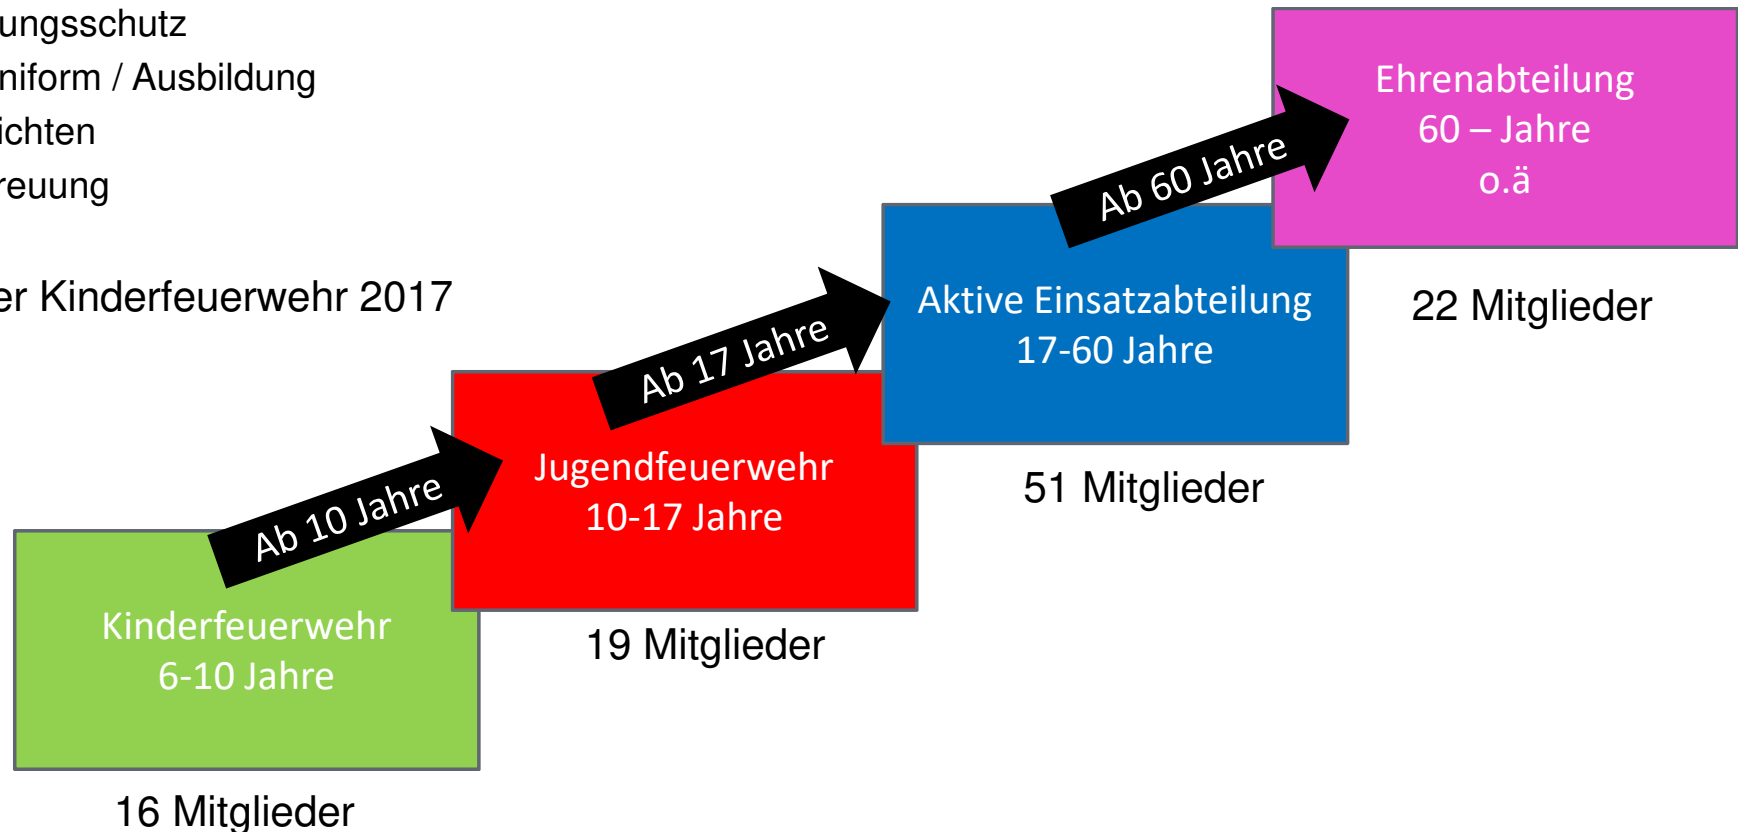 ungsschutz
niform / Ausbildung
ichten
reuung
er Kinderfeuerwehr 2017
Ehrenabteilung
60 – Jahre
o.ä
Ab 60 Jahre
22 Mitglieder
Aktive Einsatzabteilung
17-60 Jahre
Ab 17 Jahre
51 Mitglieder
Jugendfeuerwehr
10-17 Jahre
Ab 10 Jahre
19 Mitglieder
Kinderfeuerwehr
6-10 Jahre
16 Mitglieder